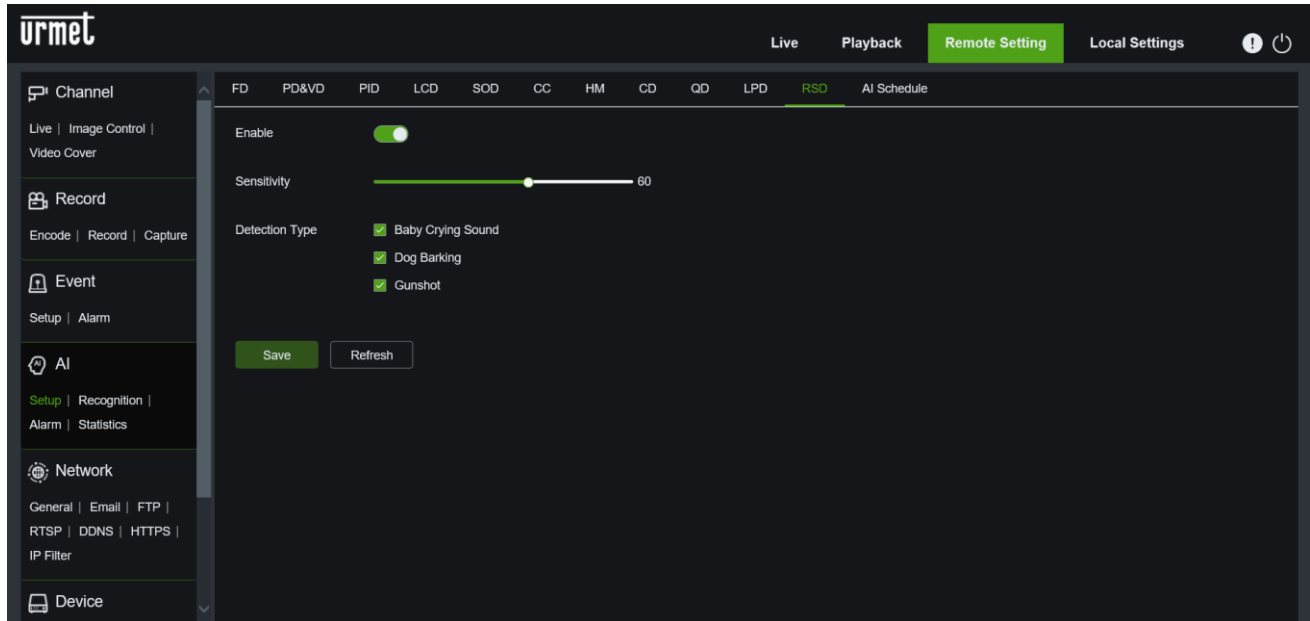 urmet
Live Playback Remote Setting Local Settings
Channel
Live | Image Control |
Video Cover
Record
Encode | Record | Capture
Event
Setup | Alarm
AI
Setup | Recognition |
Alarm | Statistics
Network
General | Email | FTP |
RTSP | DDNS | HTTPS |
IP Filter
Device
FD PD&VD PID LCD SOD CC HM CD QD LPD RSD AI Schedule
Enable
Sensitivity 60
Detection Type Baby Crying Sound
Dog Barking
Gunshot
Save Refresh